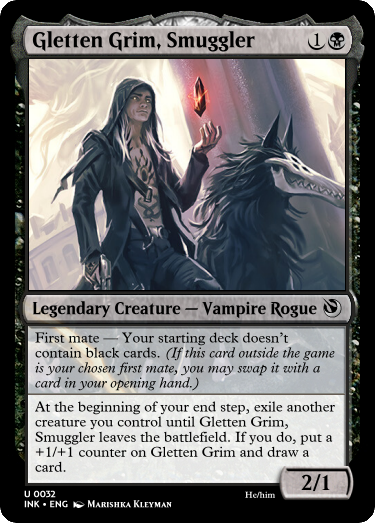 Gletten Grim, Smuggler 1
Legendary Creature — Vampire Rogue
First mate — Your starting deck doesn't
contain black cards. (If this card outside the game
is your chosen first mate, you may swap it with a
card in your opening hand.)
At the beginning of your end step, exile another
creature you control until Gletten Grim,
Smuggler leaves the battlefield. If you do, put a
+1/+1 counter on Gletten Grim and draw a
card.
2/1
U 0032
He/him
INK • ENG Marishka Kleyman